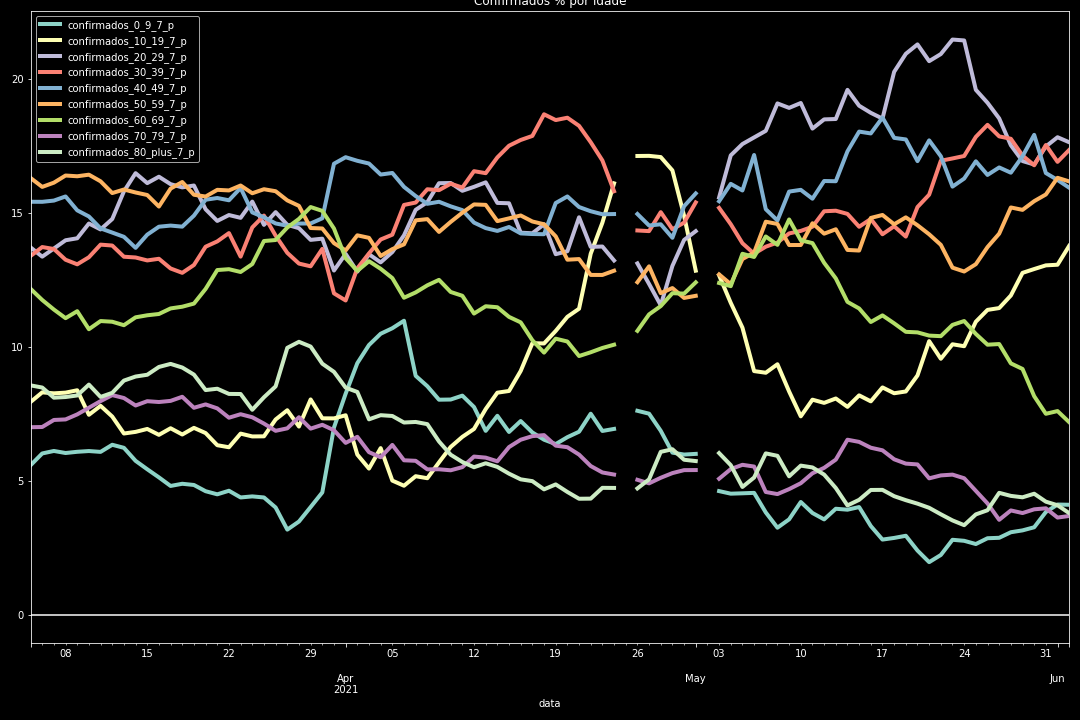 Confirmados % por idade
confirmados_0_9_7_p
confirmados_10_19_7_p
confirmados_20_29_7_p
confirmados_30_39_7_p
confirmados_40_49_7_p
confirmados_50_59_7_p
confirmados_60_69_7_p
confirmados_70_79_7_p
confirmados_80_plus_7_p
20
15
10
5
0
08 15 22 29 05 12 19 26 03 10 17 24 31
Apr May Jun
2021
data